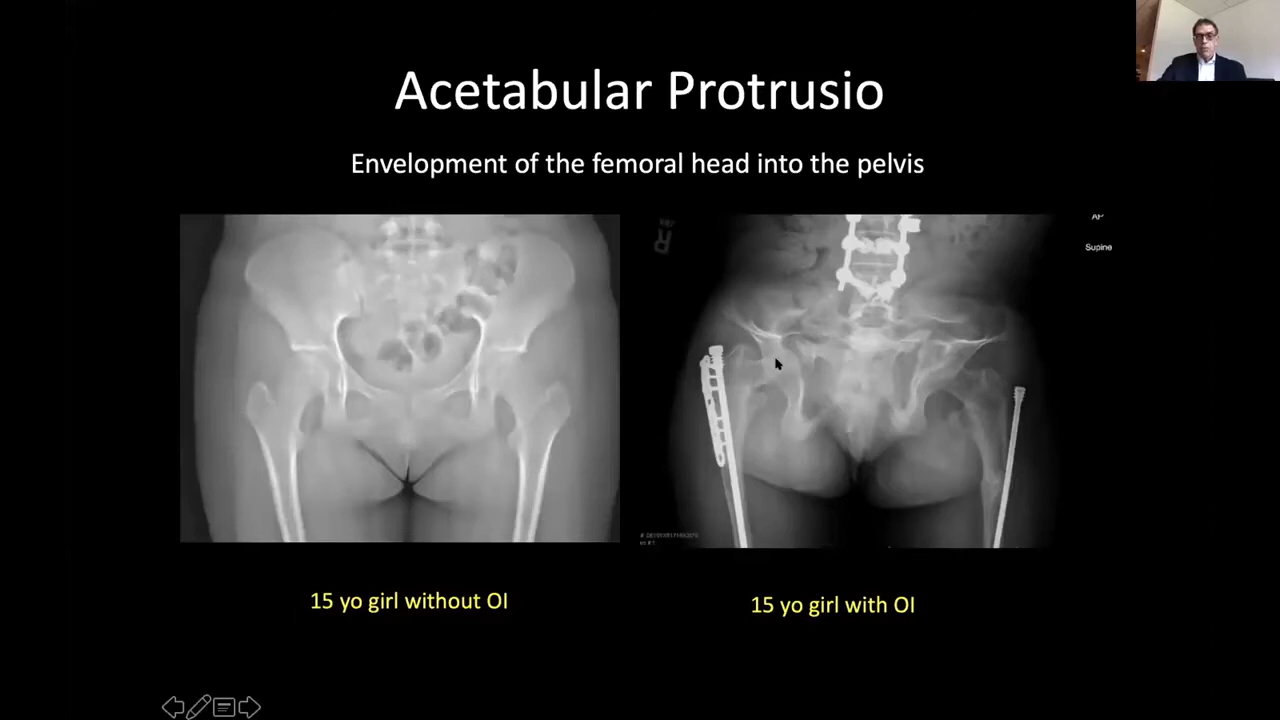 Acetabular Protrusio
Envelopment of the femoral head into the pelvis
R
AP
Supine
15 yo girl without OI
15 yo girl with OI